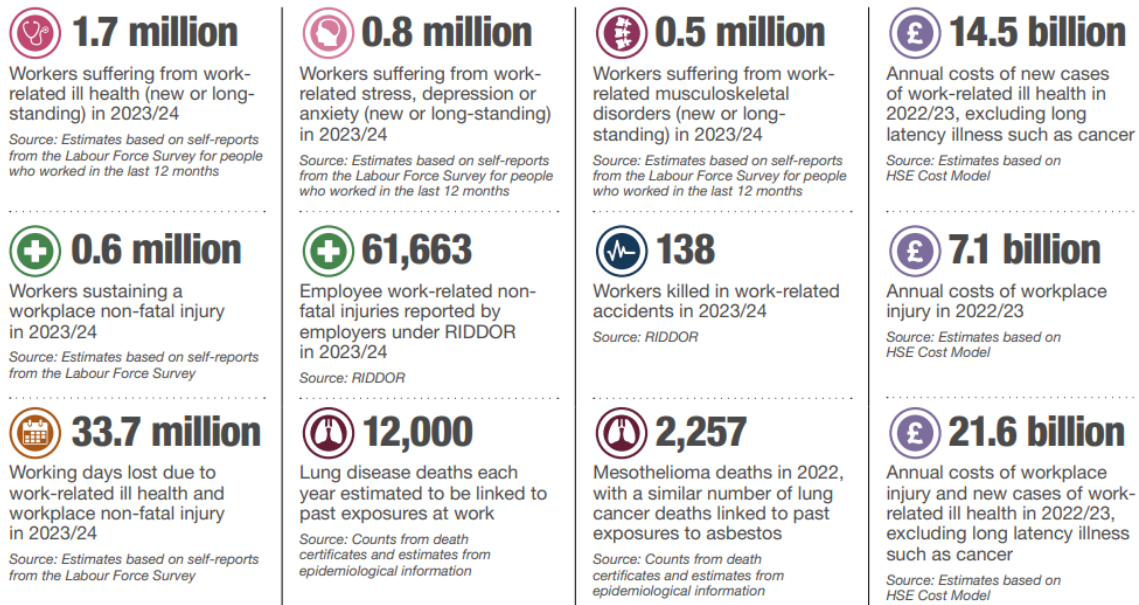 1.7 million
Workers suffering from work-
related ill health (new or long-
standing) in 2023/24
Source: Estimates based on self-reports
from the Labour Force Survey for people
who worked in the last 12 months
0.8 million
Workers suffering from work-
related stress, depression or
anxiety (new or long-standing)
in 2023/24
Source: Estimates based on self-reports
from the Labour Force Survey for people
who worked in the last 12 months
0.5 million
Workers suffering from work-
related musculoskeletal
disorders (new or long-
standing) in 2023/24
Source: Estimates based on self-reports
from the Labour Force Survey for people
who worked in the last 12 months
£ 14.5 billion
Annual costs of new cases
of work-related ill health in
2022/23, excluding long
latency illness such as cancer
Source: Estimates based on
HSE Cost Model
0.6 million
Workers sustaining a
workplace non-fatal injury
in 2023/24
Source: Estimates based on self-reports
from the Labour Force Survey
61,663
Employee work-related non-
fatal injuries reported by
employers under RIDDOR
in 2023/24
Source: RIDDOR
138
Workers killed in work-related
accidents in 2023/24
Source: RIDDOR
£ 7.1 billion
Annual costs of workplace
injury in 2022/23
Source: Estimates based on
HSE Cost Model
33.7 million
Working days lost due to
work-related ill health and
workplace non-fatal injury
in 2023/24
Source: Estimates based on self-reports
from the Labour Force Survey
12,000
Lung disease deaths each
year estimated to be linked to
past exposures at work
Source: Counts from death
certificates and estimates from
epidemiological information
2,257
Mesothelioma deaths in 2022,
with a similar number of lung
cancer deaths linked to past
exposures to asbestos
Source: Counts from death
certificates and estimates from
epidemiological information
£ 21.6 billion
Annual costs of workplace
injury and new cases of work-
related ill health in 2022/23,
excluding long latency illness
such as cancer
Source: Estimates based on
HSE Cost Model